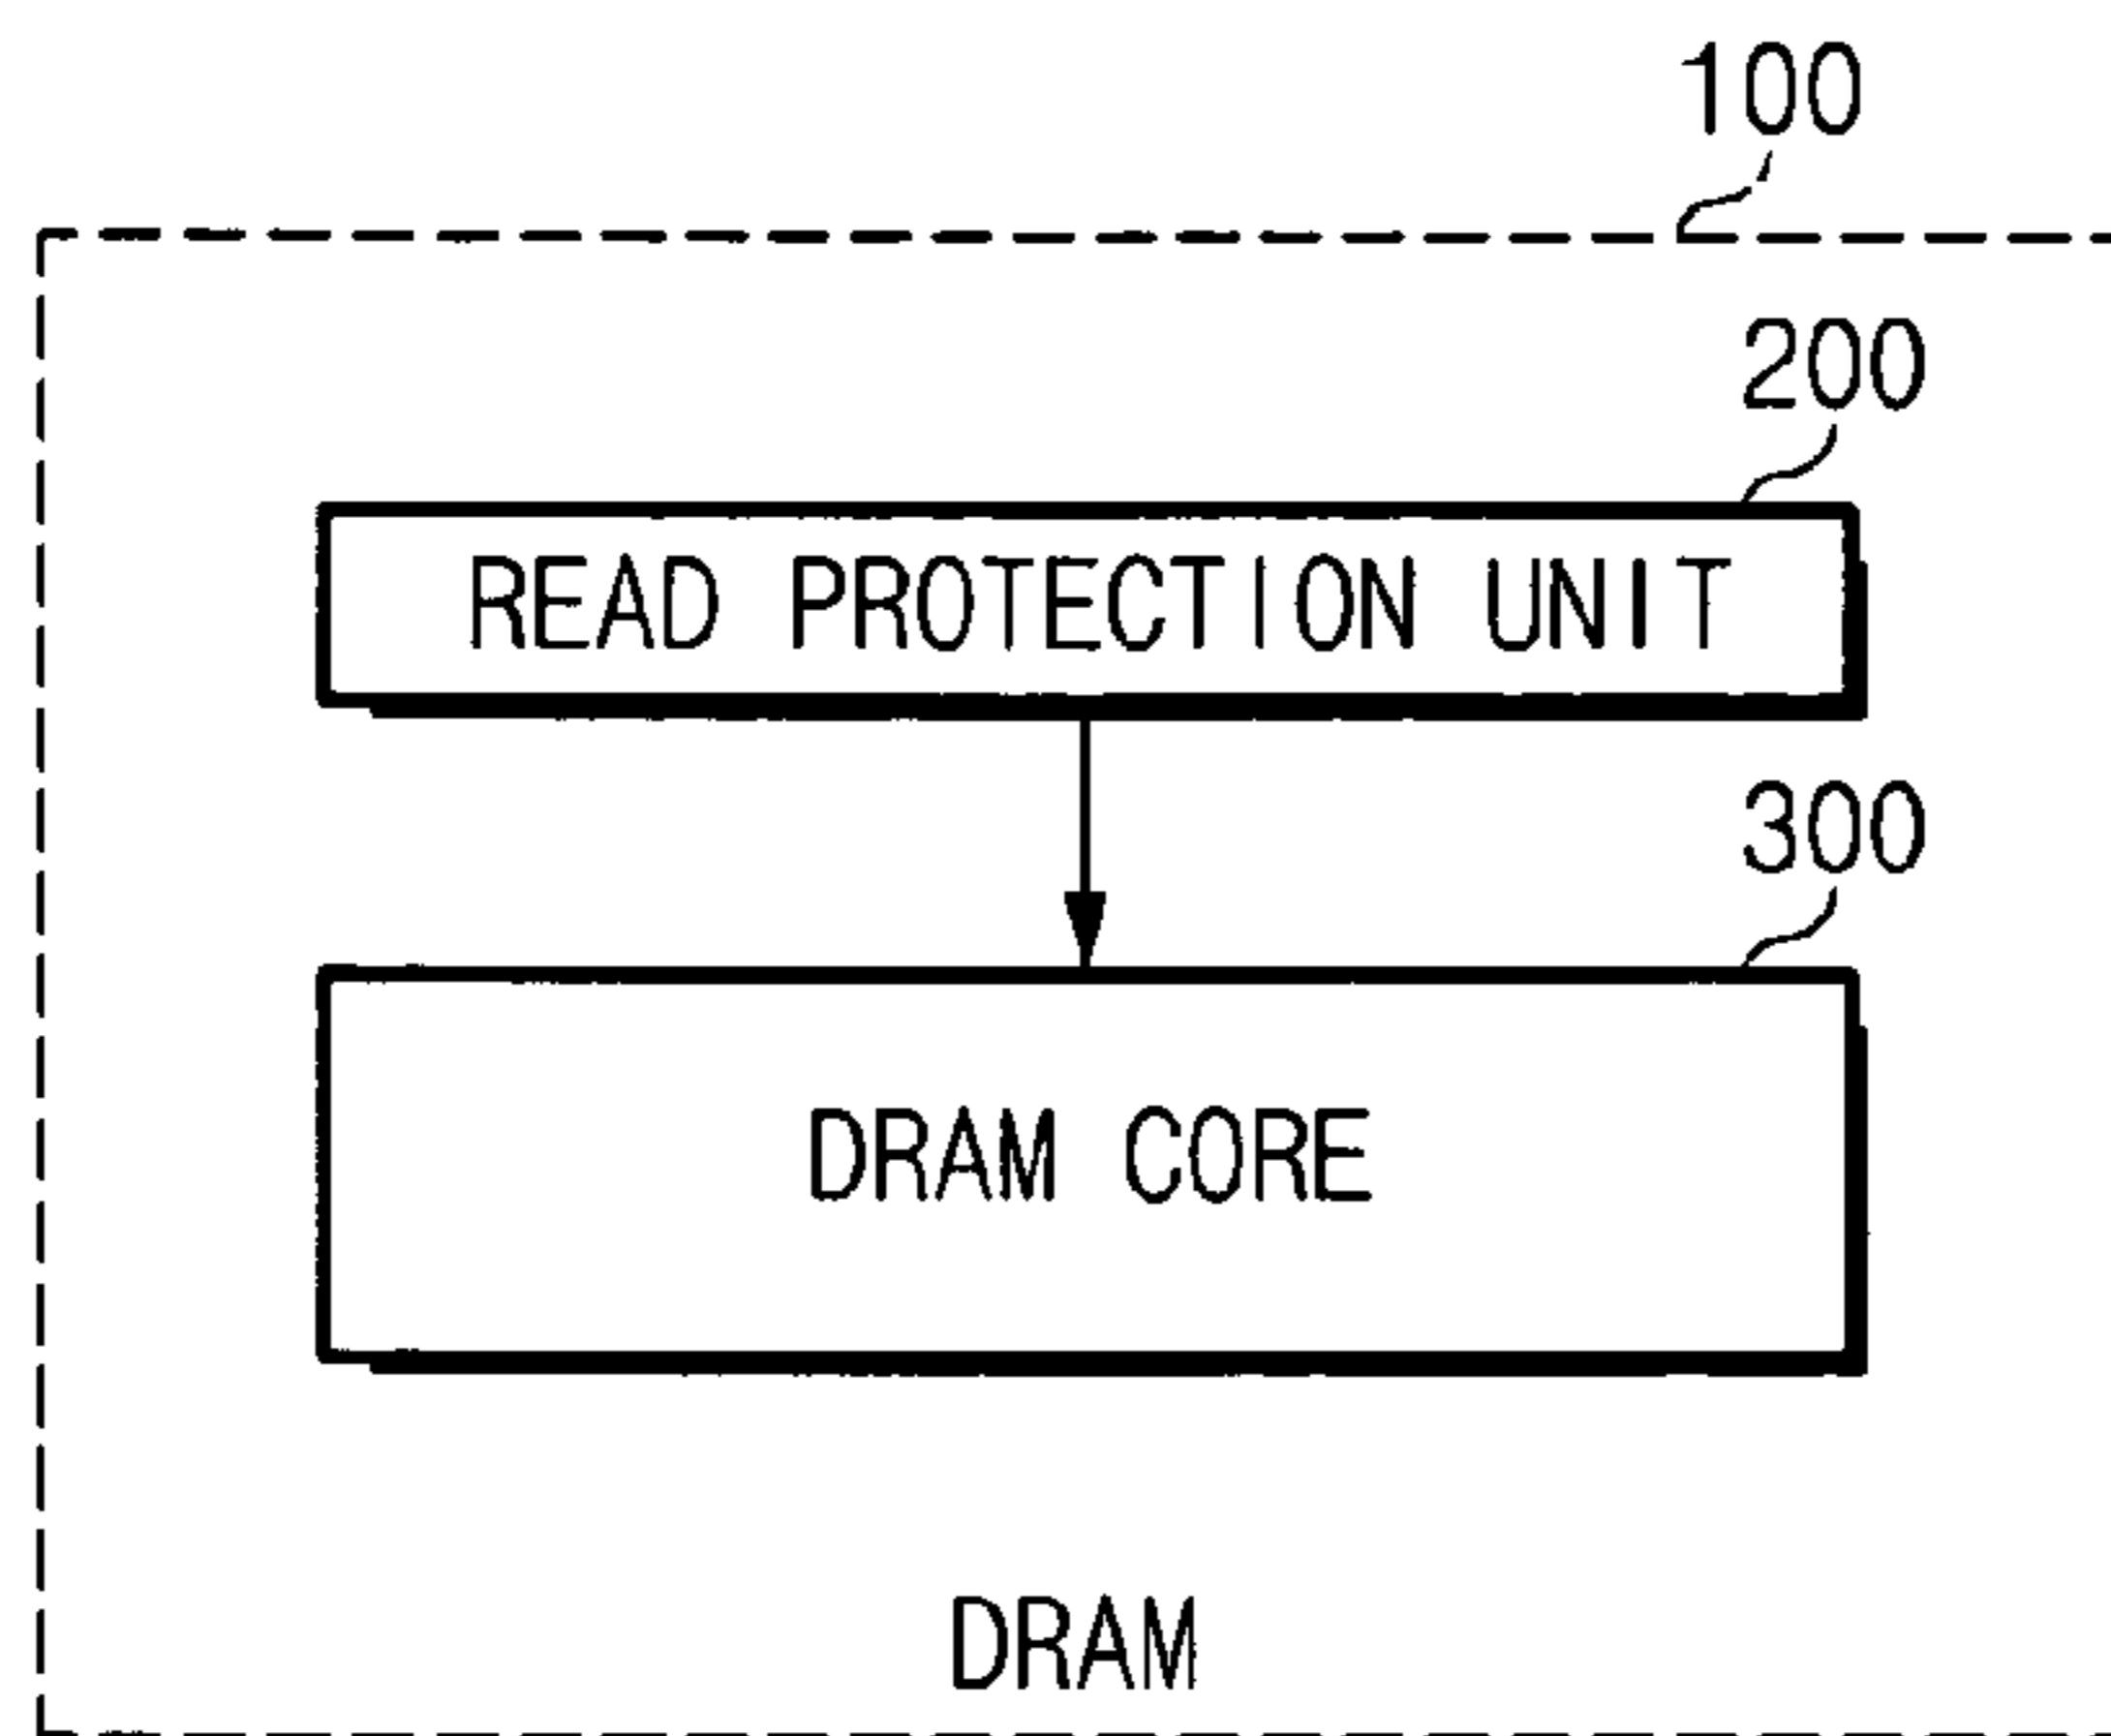 100
200
READ PROTECTION UNIT
300
DRAM CORE
DRAM